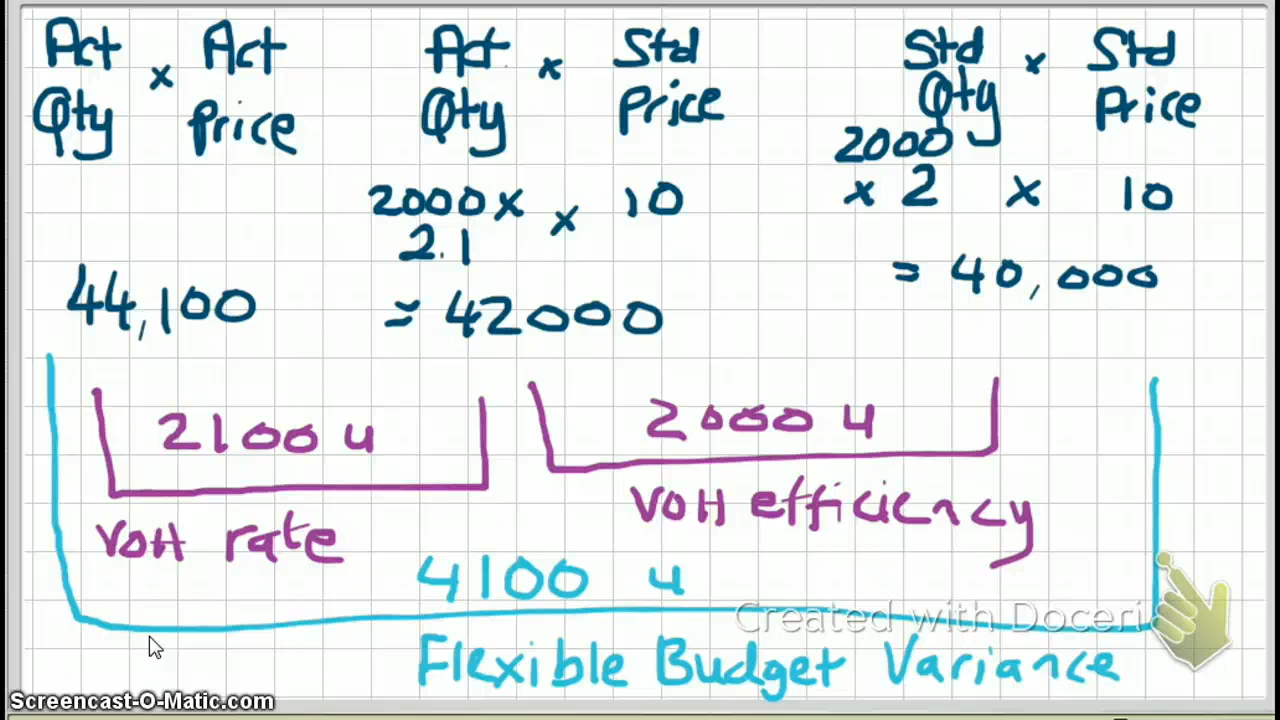 Act × Act Act × Std Std × Std
Qty Price Qty Price Qty Price
2000
2000 x × 10 × 2 × 10
2.1
= 40,000
44,100 = 42000
2100 u 2000 u
VOH rate VOH efficiency
4100 u
Created with Doceri
Flexible Budget Variance
Screencast-O-Matic.com